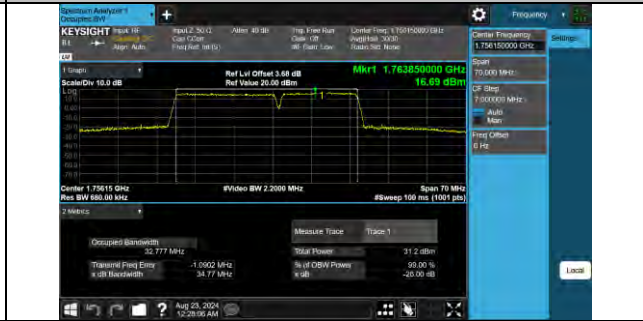 Spectrum Analyzer 1
Occupied BW
Frequency
KEYSIGHT Input: RF
Input Z: 50 Ω
Atten: 40 dB
Trig: Free Run
Center Freq: 1.756150000 GHz
Align: Auto
Freq Ref: Int (S)
Gate: Off
#IF Gain: Low
Radio Std: None
Center Frequency
1.756150000 GHz
Settings
Span
70.000 MHz
CF Step
7.000000 MHz
Auto
Man
Freq Offset
0 Hz
1 Graph
Scale/Div 10.0 dB
Ref Lvl Offset 3.68 dB
Ref Value 20.00 dBm
Mkr1 1.763850000 GHz
16.69 dBm
Log
1
Center 1.75615 GHz
#Video BW 2.2000 MHz
Span 70 MHz
Res BW 680.00 kHz
#Sweep 100 ms (1001 pts)
2 Metrics
Measure Trace
Trace 1
Occupied Bandwidth
32.777 MHz
Total Power
31.2 dBm
Transmit Freq Error
-1.0902 MHz
% of OBW Power
99.00 %
x dB Bandwidth
34.77 MHz
x dB
-26.00 dB
Local
Aug 23, 2024
12:28:06 AM